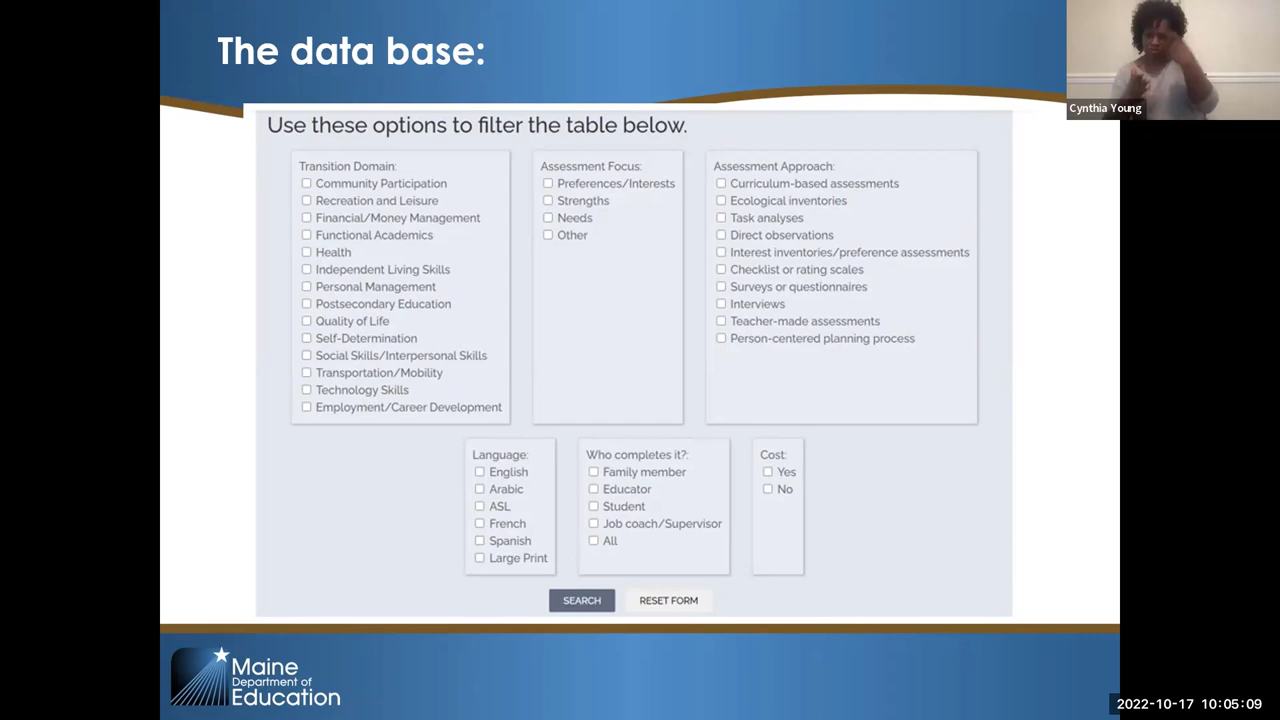 The data base:
Cynthia Young
Use these options to filter the table below.
Transition Domain:
Community Participation
Recreation and Leisure
Financial/Money Management
Functional Academics
Health
Independent Living Skills
Personal Management
Postsecondary Education
Quality of Life
Self-Determination
Social Skills/Interpersonal Skills
Transportation/Mobility
Technology Skills
Employment/Career Development
Assessment Focus:
Preferences/Interests
Strengths
Needs
Other
Assessment Approach:
Curriculum-based assessments
Ecological inventories
Task analyses
Direct observations
Interest inventories/preference assessments
Checklist or rating scales
Surveys or questionnaires
Interviews
Teacher-made assessments
Person-centered planning process
Language:
English
Arabic
ASL
French
Spanish
Large Print
Who completes it?:
Family member
Educator
Student
Job coach/Supervisor
All
Cost:
Yes
No
SEARCH
RESET FORM
Maine
Department of
Education
2022-10-17 10:05:09